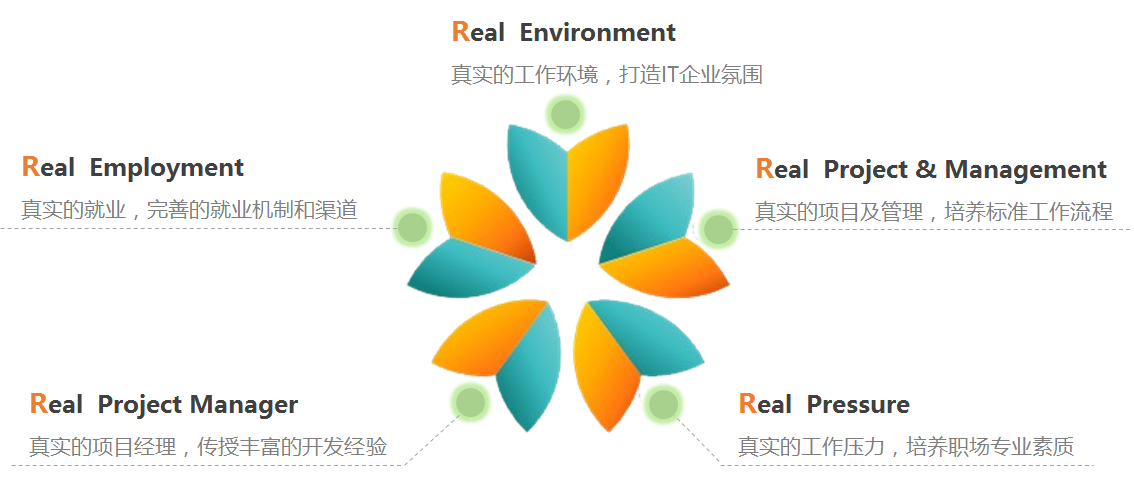 Real Environment
真实的工作环境，打造IT企业氛围
Real Employment
真实的就业，完善的就业机制和渠道
Real Project & Management
真实的项目及管理，培养标准工作流程
Real Project Manager
真实的项目经理，传授丰富的开发经验
Real Pressure
真实的工作压力，培养职场专业素质